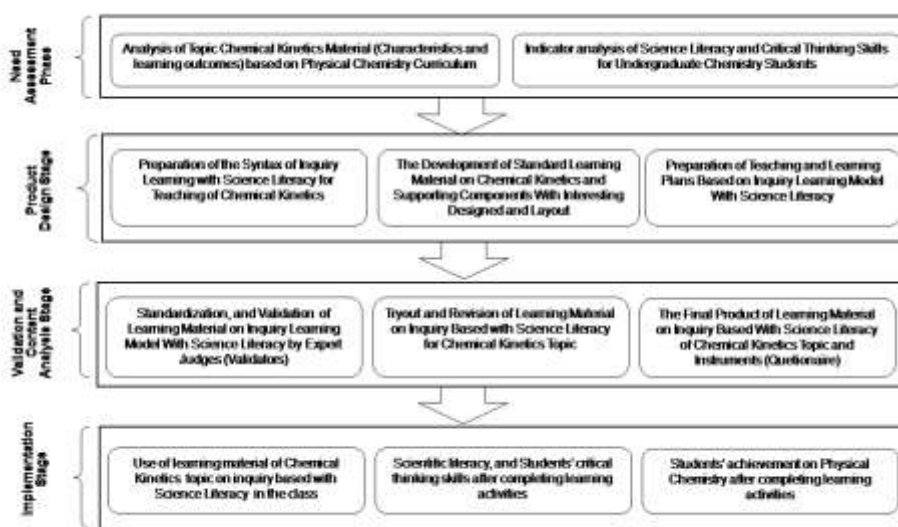 Need
Assessment
Phase
Analysis of Topic Chemical Kinetics Material (Characteristics and
learning outcomes) based on Physical Chemistry Curriculum
Indicator analysis of Science Literacy and Critical Thinking Skills
for Undergraduate Chemistry Students
Product
Design Stage
Preparation of the Syntax of Inquiry
Learning with Science Literacy for
Teaching of Chemical Kinetics
The Development of Standard Learning
Material on Chemical Kinetics and
Supporting Components With Interesting
Designed and Layout
Preparation of Teaching and Learning
Plans Based on Inquiry Learning Model
With Science Literacy
Validation and
Content
Analysis Stage
Standardization, and Validation of
Learning Material on Inquiry Learning
Model With Science Literacy by Expert
Judges (Validators)
Tryout and Revision of Learning Material
on Inquiry Based with Science Literacy
for Chemical Kinetics Topic
The Final Product of Learning Material
on Inquiry Based With Science Literacy
of Chemical Kinetics Topic and
Instruments (Quetionaire)
Implementation
Stage
Use of learning material of Chemical
Kinetics topic on inquiry based with
Science Literacy in the class
Scientific literacy, and Students' critical
thinking skills after completing learning
activities
Students' achievement on Physical
Chemistry after completing learning
activities